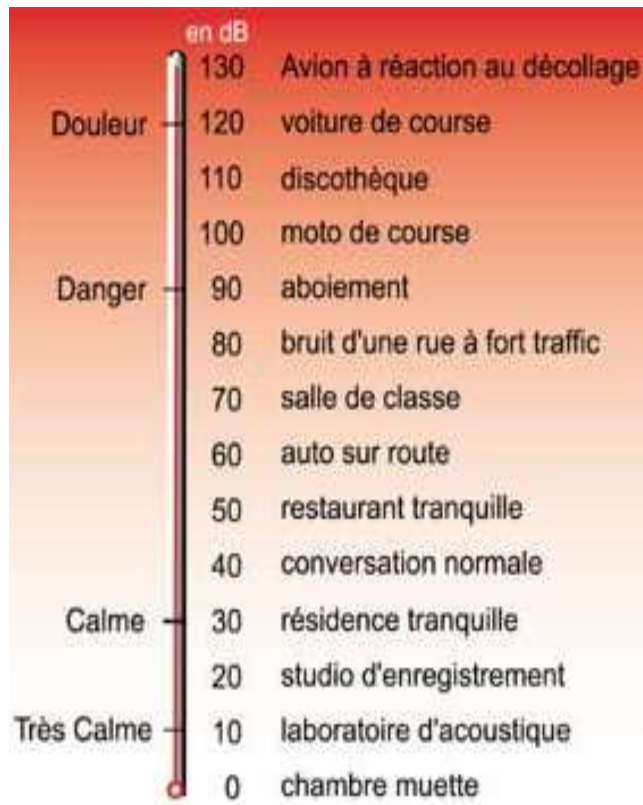 en dB
130 Avion à réaction au décollage
Douleur 120 voiture de course
110 discothèque
100 moto de course
Danger 90 aboiement
80 bruit d'une rue à fort traffic
70 salle de classe
60 auto sur route
50 restaurant tranquille
40 conversation normale
Calme 30 résidence tranquille
20 studio d'enregistrement
Très Calme 10 laboratoire d'acoustique
0 chambre muette